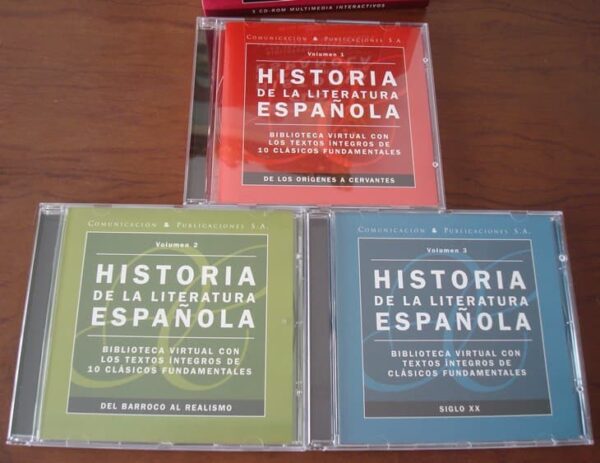 3 CD-ROM MULTIMEDIA INTERACTIVOS
COMUNICACIÓN & PUBLICACIONES S.A.
Volumen 1
HISTORIA
DE LA LITERATURA
ESPAÑOLA
BIBLIOTECA VIRTUAL CON
LOS TEXTOS ÍNTEGROS DE
10 CLÁSICOS FUNDAMENTALES
DE LOS ORÍGENES A CERVANTES
COMUNICACIÓN & PUBLICACIONES S.A.
Volumen 2
HISTORIA
DE LA LITERATURA
ESPAÑOLA
BIBLIOTECA VIRTUAL CON
LOS TEXTOS ÍNTEGROS DE
10 CLÁSICOS FUNDAMENTALES
DEL BARROCO AL REALISMO
COMUNICACIÓN & PUBLICACIONES S.A.
Volumen 3
HISTORIA
DE LA LITERATURA
ESPAÑOLA
BIBLIOTECA VIRTUAL CON
TEXTOS ÍNTEGROS DE
CLÁSICOS FUNDAMENTALES
SIGLO XX